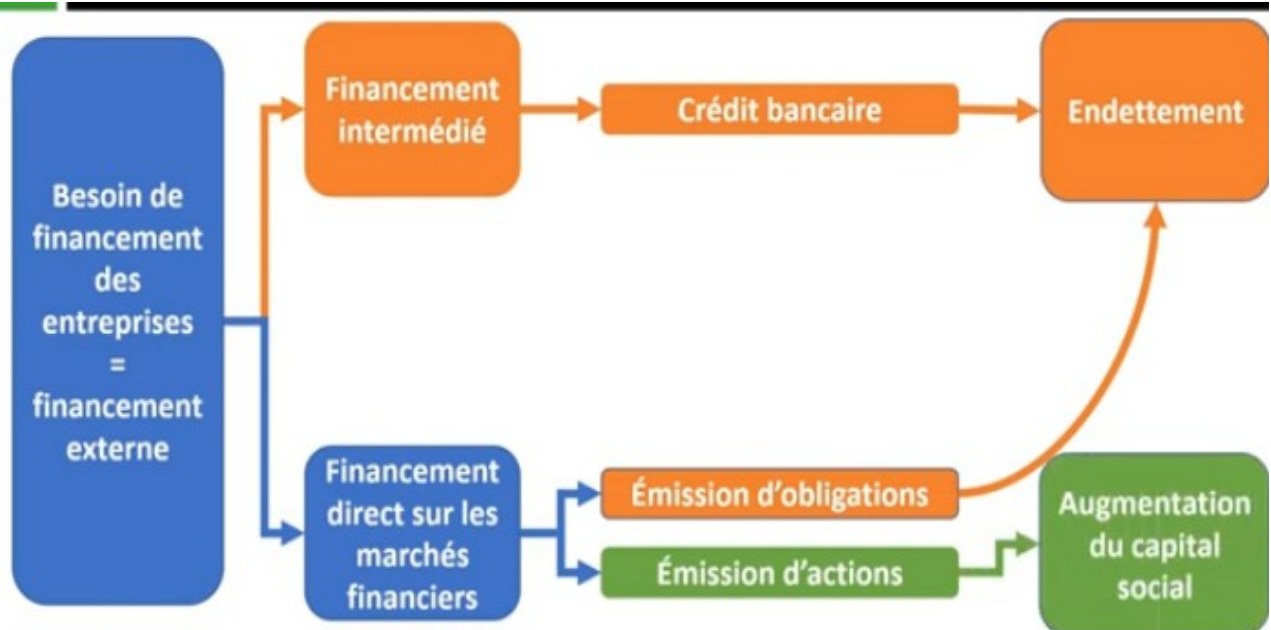 Besoin de
financement
des
entreprises
=
financement
externe
Financement
intermédié
Crédit bancaire
Endettement
Financement
direct sur les
marchés
financiers
Émission d'obligations
Émission d'actions
Augmentation
du capital
social